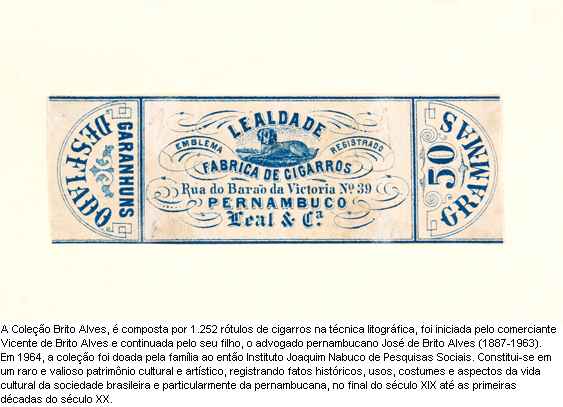 DESFIADO
GARANHUNS
LEALDADE
EMBLEMA REGISTRADO
FABRICA DE CIGARROS
Rua do Barão da Victoria Nº 39
PERNAMBUCO
Leal & Cª
50
GRAMMAS
A Coleção Brito Alves, é composta por 1.252 rótulos de cigarros na técnica litográfica, foi iniciada pelo comerciante
Vicente de Brito Alves e continuada pelo seu filho, o advogado pernambucano José de Brito Alves (1887-1963).
Em 1964, a coleção foi doada pela família ao então Instituto Joaquim Nabuco de Pesquisas Sociais. Constitui-se em
um raro e valioso patrimônio cultural e artístico, registrando fatos históricos, usos, costumes e aspectos da vida
cultural da sociedade brasileira e particularmente da pernambucana, no final do século XIX até as primeiras
décadas do século XX.